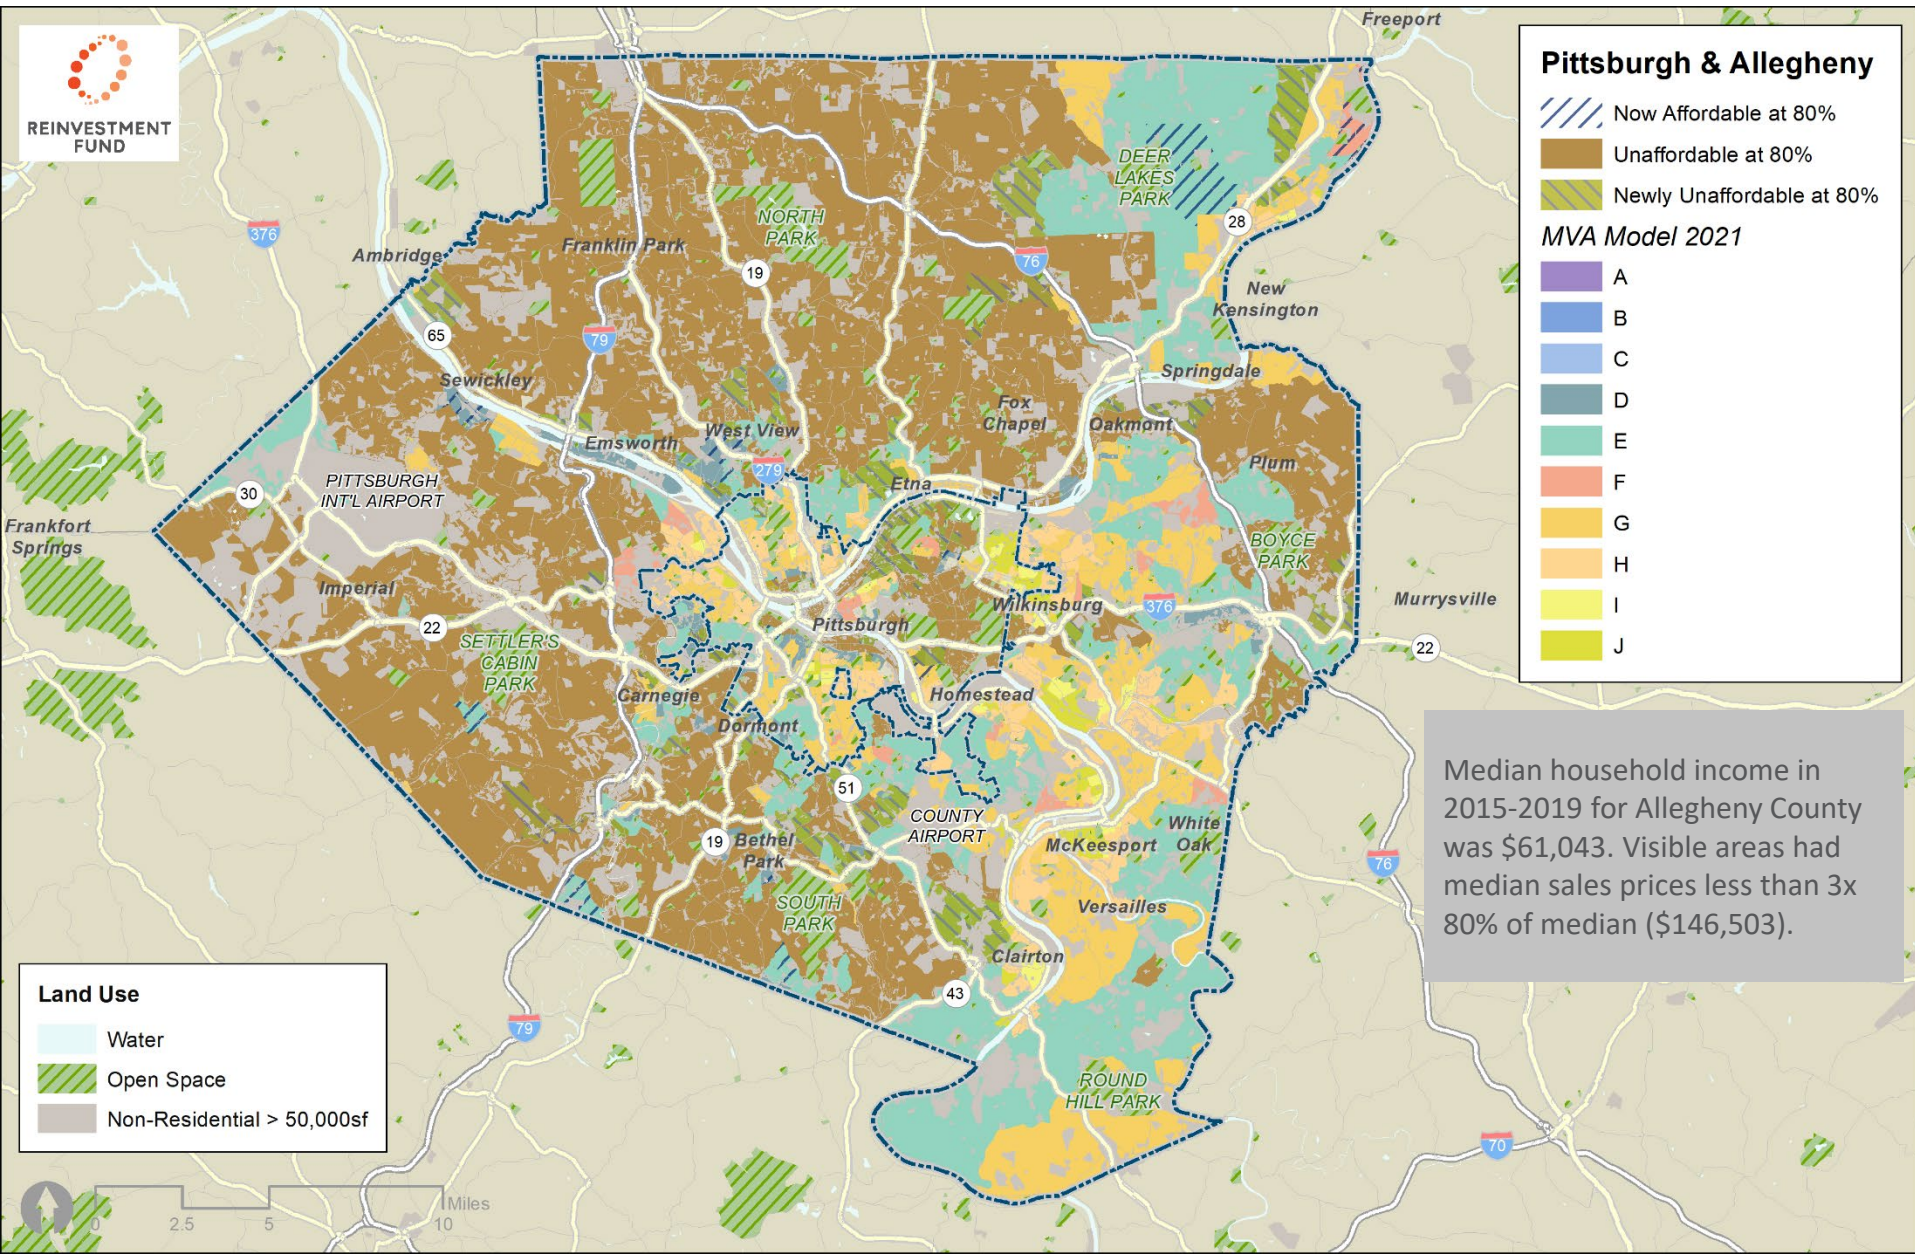 REINVESTMENT
FUND
Freeport
Pittsburgh & Allegheny
Now Affordable at 80%
Unaffordable at 80%
Newly Unaffordable at 80%
MVA Model 2021
A
B
C
D
E
F
G
H
I
J
DEER
LAKES
PARK
28
376
NORTH
PARK
Franklin Park
Ambridge
19
76
New
Kensington
65
79
Sewickley
Springdale
Fox
Chapel
Oakmont
West View
Emsworth
279
Etna
Plum
PITTSBURGH
INT'L AIRPORT
30
Frankfort
Springs
BOYCE
PARK
Imperial
Wilkinsburg
376
Murrysville
22
Pittsburgh
SETTLER'S
CABIN
PARK
22
Carnegie
Homestead
Dormont
51
COUNTY
AIRPORT
19
Bethel
Park
McKeesport
White
Oak
76
SOUTH
PARK
Versailles
Clairton
43
Median household income in
2015-2019 for Allegheny County
was $61,043. Visible areas had
median sales prices less than 3x
80% of median ($146,503).
Land Use
Water
Open Space
Non-Residential > 50,000sf
79
ROUND
HILL PARK
70
Miles
0
2.5
5
10